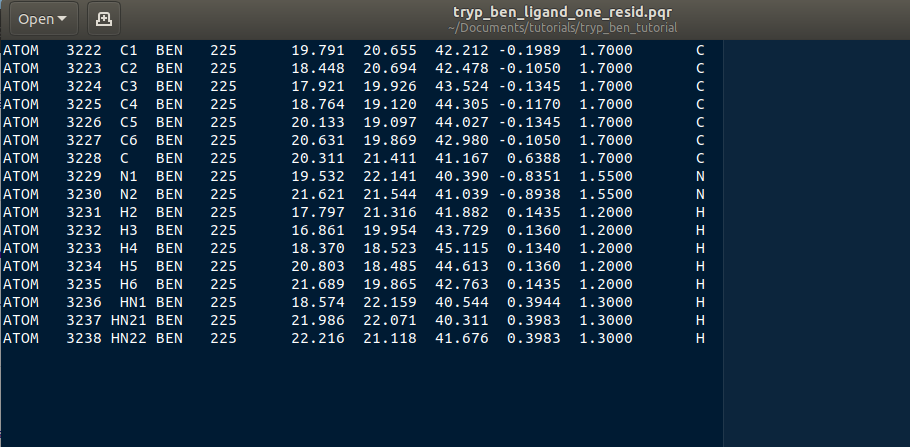 Open
tryp_ben_ligand_one_resid.pqr
~/Documents/tutorials/tryp_ben_tutorial
ATOM 3222 C1 BEN 225 19.791 20.655 42.212 -0.1989 1.7000 C
ATOM 3223 C2 BEN 225 18.448 20.694 42.478 -0.1050 1.7000 C
ATOM 3224 C3 BEN 225 17.921 19.926 43.524 -0.1345 1.7000 C
ATOM 3225 C4 BEN 225 18.764 19.120 44.305 -0.1170 1.7000 C
ATOM 3226 C5 BEN 225 20.133 19.097 44.027 -0.1345 1.7000 C
ATOM 3227 C6 BEN 225 20.631 19.869 42.980 -0.1050 1.7000 C
ATOM 3228 C BEN 225 20.311 21.411 41.167 0.6388 1.7000 C
ATOM 3229 N1 BEN 225 19.532 22.141 40.390 -0.8351 1.5500 N
ATOM 3230 N2 BEN 225 21.621 21.544 41.039 -0.8938 1.5500 N
ATOM 3231 H2 BEN 225 17.797 21.316 41.882 0.1435 1.2000 H
ATOM 3232 H3 BEN 225 16.861 19.954 43.729 0.1360 1.2000 H
ATOM 3233 H4 BEN 225 18.370 18.523 45.115 0.1340 1.2000 H
ATOM 3234 H5 BEN 225 20.803 18.485 44.613 0.1360 1.2000 H
ATOM 3235 H6 BEN 225 21.689 19.865 42.763 0.1435 1.2000 H
ATOM 3236 HN1 BEN 225 18.574 22.159 40.544 0.3944 1.3000 H
ATOM 3237 HN21 BEN 225 21.986 22.071 40.311 0.3983 1.3000 H
ATOM 3238 HN22 BEN 225 22.216 21.118 41.676 0.3983 1.3000 H